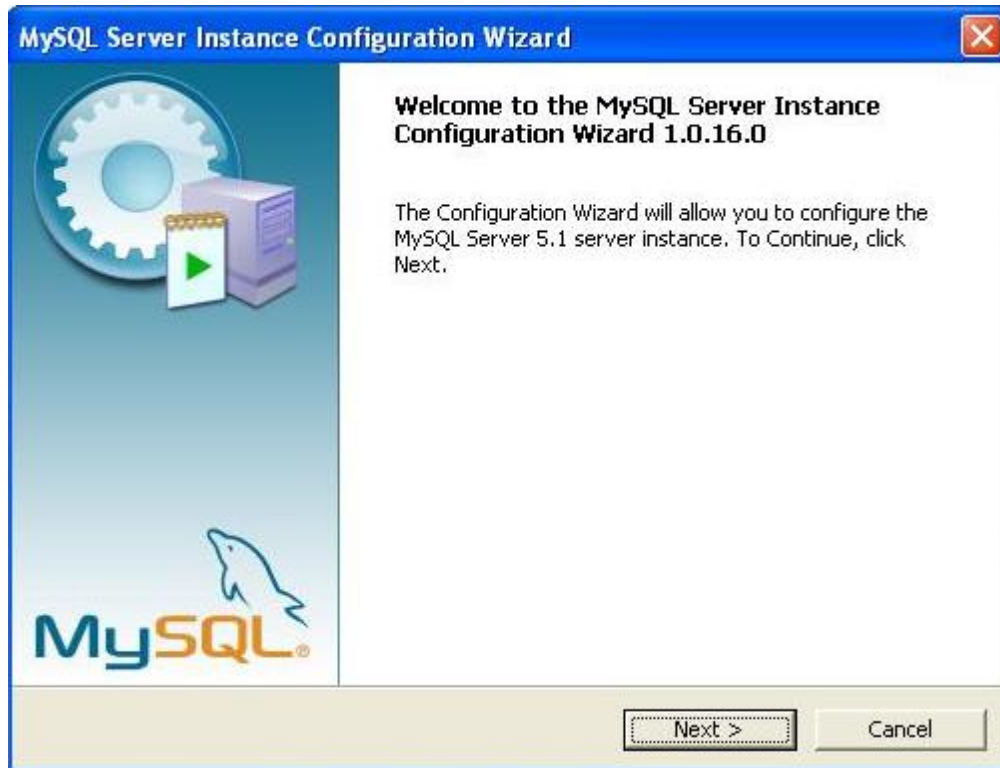 MySQL Server Instance Configuration Wizard
Welcome to the MySQL Server Instance
Configuration Wizard 1.0.16.0
The Configuration Wizard will allow you to configure the
MySQL Server 5.1 server instance. To Continue, click
Next.
MySQL®
Next >
Cancel